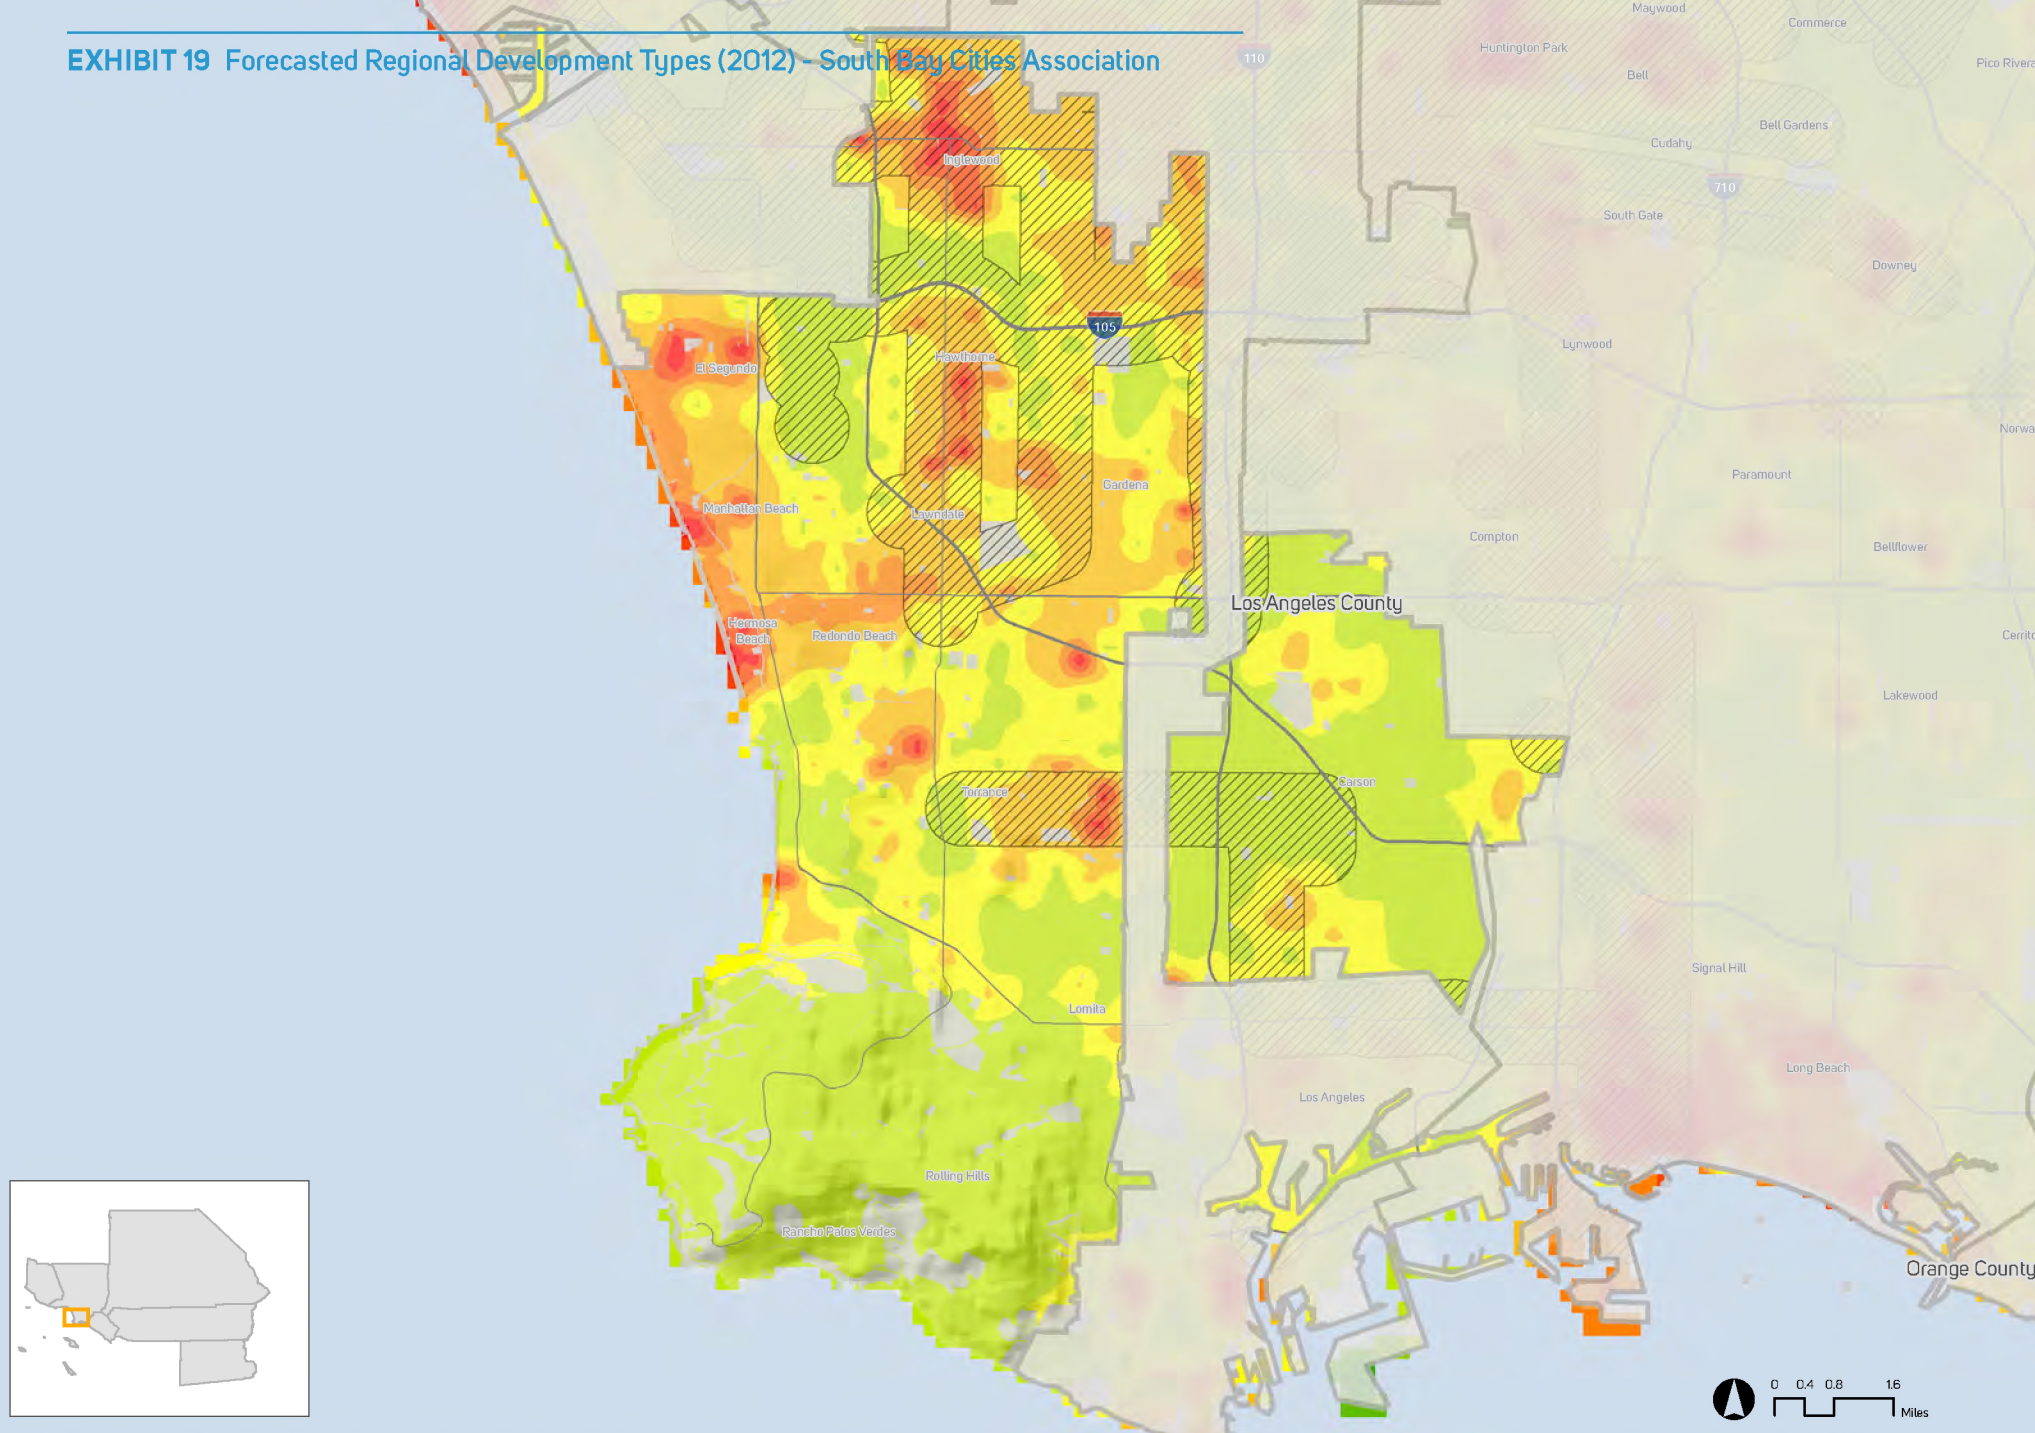 EXHIBIT 19 Forecasted Regional Development Types (2012) - South Bay Cities Association
Maywood
Commerce
Huntington Park
110
Pico Rivera
Bell
Bell Gardens
Cudahy
Inglewood
710
South Gate
Downey
105
Lynwood
Hawthorne
El Segundo
Norwa
Paramount
Gardena
Manhattan Beach
Lawndale
Compton
Bellflower
Los Angeles County
Hermosa
Beach
Redondo Beach
Cerrito
Lakewood
Carson
Torrance
Signal Hill
Lomita
Long Beach
Los Angeles
Rolling Hills
Rancho Palos Verdes
Orange County
0 0.4 0.8 1.6
Miles